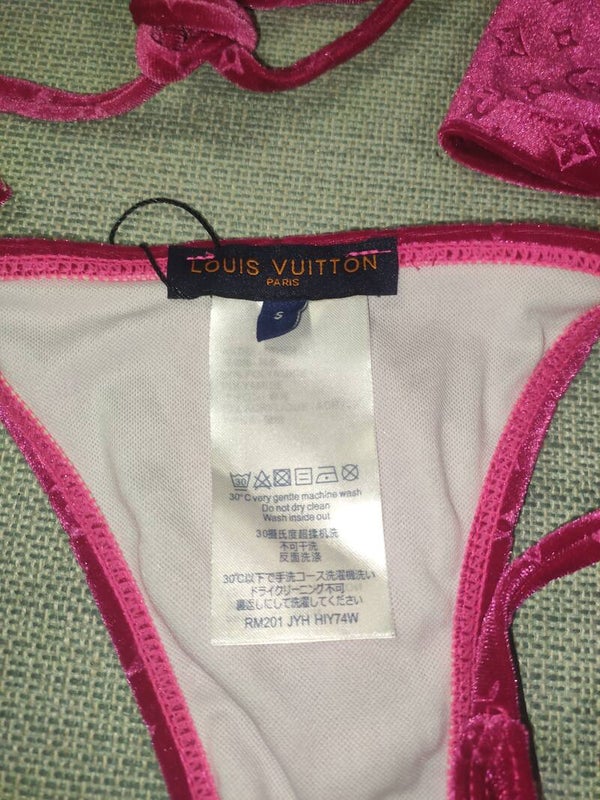 LOUIS VUITTON
PARIS
S
30
30°C very gentle machine wash
Do not dry clean
Wash inside out
30摄氏度超揉机洗
不可干洗
反面洗涤
30℃以下で手洗コース洗濯機洗い
ドライクリーニング不可
裏返しにして洗濯してください
RM201 JYH HIY74W